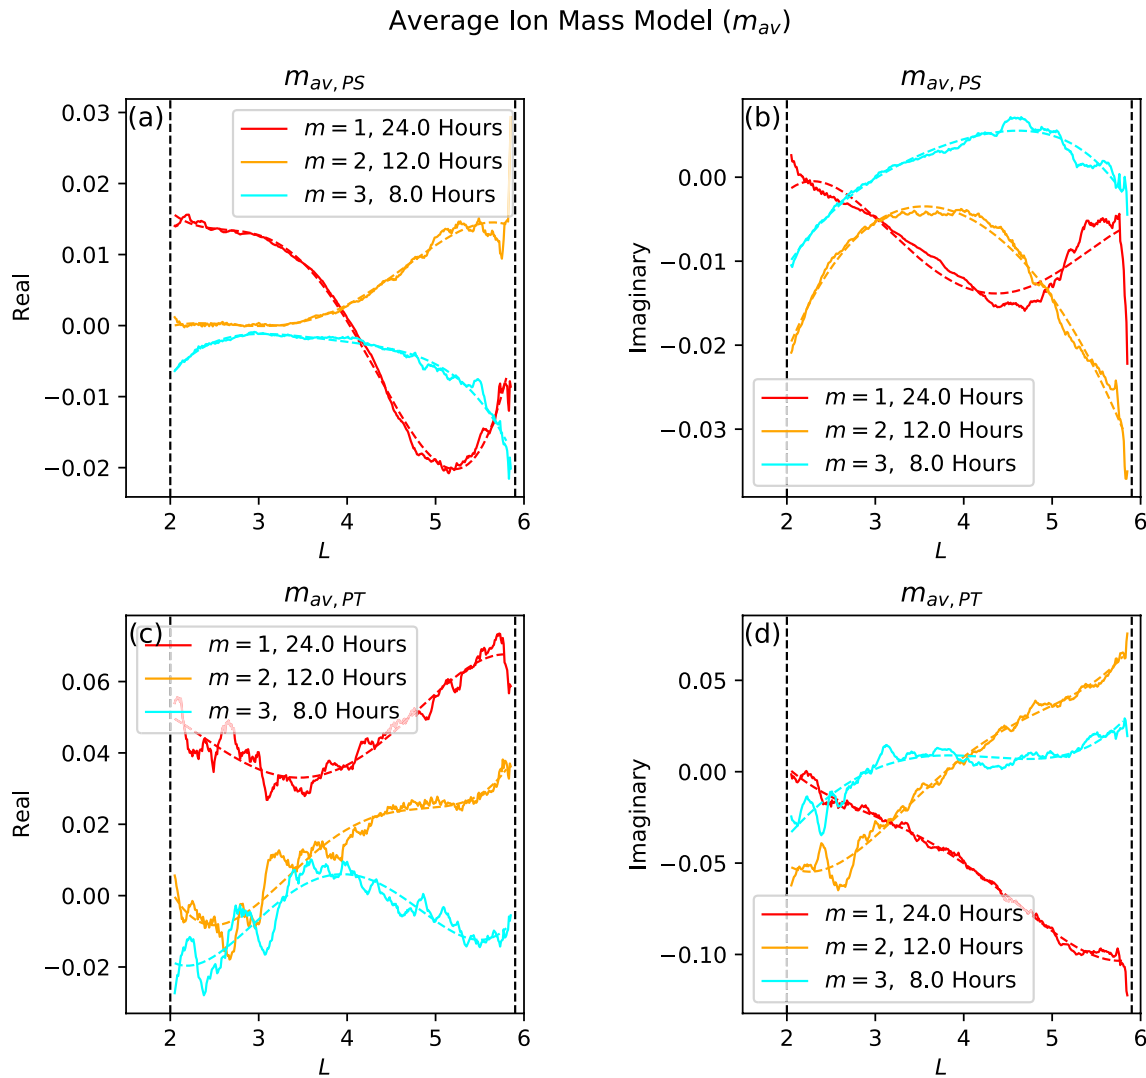 Average Ion Mass Model (m_av)
m_av, PS
(a)
m = 1, 24.0 Hours
m = 2, 12.0 Hours
m = 3, 8.0 Hours
Real
0.03
0.02
0.01
0.00
−0.01
−0.02
2 3 4 5 6
L
m_av, PS
(b)
Imaginary
0.00
−0.01
−0.02
−0.03
m = 1, 24.0 Hours
m = 2, 12.0 Hours
m = 3, 8.0 Hours
2 3 4 5 6
L
m_av, PT
(c)
m = 1, 24.0 Hours
m = 2, 12.0 Hours
m = 3, 8.0 Hours
Real
0.06
0.04
0.02
0.00
−0.02
2 3 4 5 6
L
m_av, PT
(d)
Imaginary
0.05
0.00
−0.05
−0.10
m = 1, 24.0 Hours
m = 2, 12.0 Hours
m = 3, 8.0 Hours
2 3 4 5 6
L